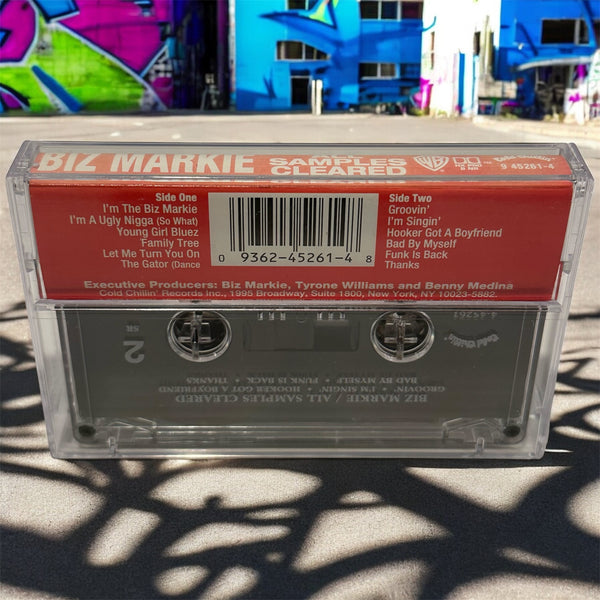 BIZ MARKIE
SAMPLES
CLEARED
WB
9 45261-4
Side One
I'm The Biz Markie
I'm A Ugly Nigga (So What)
Young Girl Bluez
Family Tree
Let Me Turn You On
The Gator (Dance
0 9362-45261-4 8
Side Two
Groovin'
I'm Singin'
Hooker Got A Boyfriend
Bad By Myself
Funk Is Back
Thanks
Executive Producers: Biz Markie, Tyrone Williams and Benny Medina
Cold Chillin' Records Inc., 1995 Broadway, Suite 1800, New York, NY 10023-5882.
4-45261
2
SR
BIZ MARKIE / ALL SAMPLES CLEARED
GROOVIN' • I'M SINGIN' • HOOKER GOT A BOYFRIEND
BAD BY MYSELF • FUNK IS BACK • THANKS